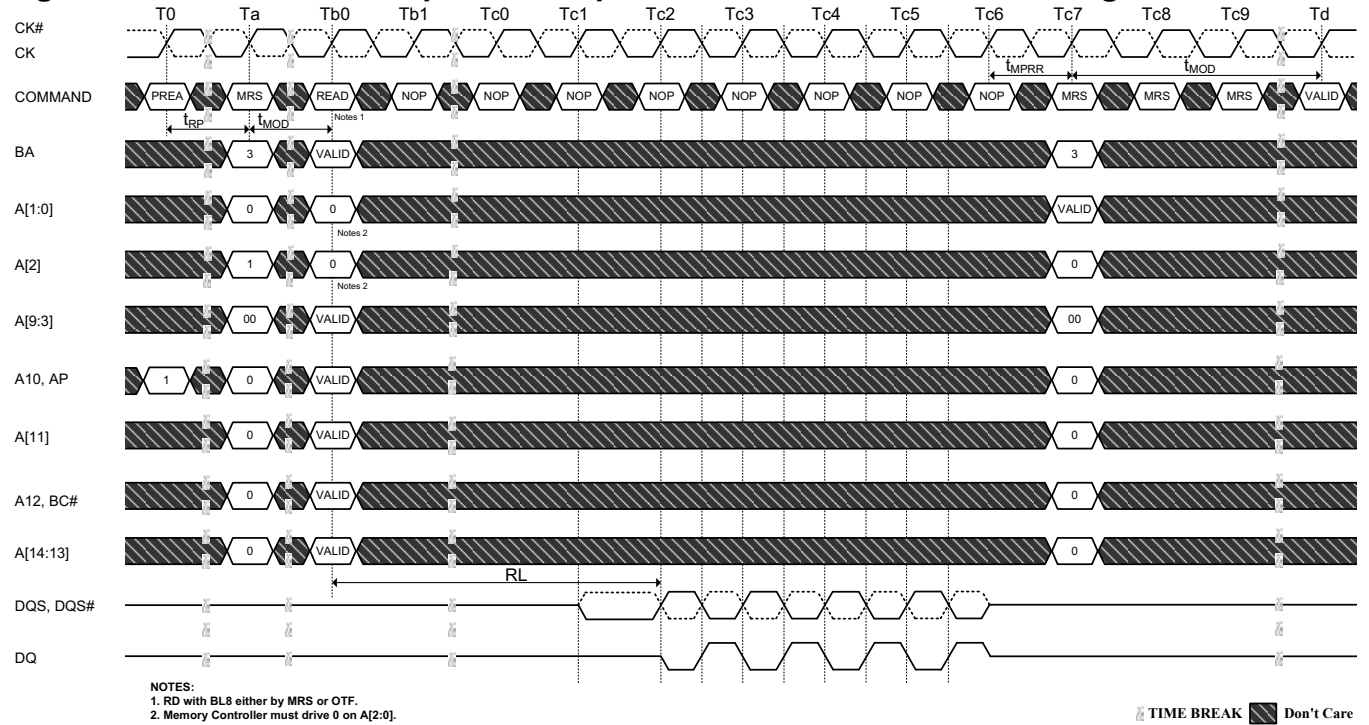 T0 Ta Tb0 Tb1 Tc0 Tc1 Tc2 Tc3 Tc4 Tc5 Tc6 Tc7 Tc8 Tc9 Td
CK#
CK
tMPRR tMOD
COMMAND PREA MRS READ NOP NOP NOP NOP NOP NOP NOP NOP MRS MRS MRS VALID
Notes 1
tRP tMOD
BA 3 VALID 3
A[1:0] 0 0 VALID
Notes 2
A[2] 1 0 0
Notes 2
A[9:3] 00 VALID 00
A10, AP 1 0 VALID 0
A[11] 0 VALID 0
A12, BC# 0 VALID 0
A[14:13] 0 VALID 0
RL
DQS, DQS#
DQ
NOTES:
1. RD with BL8 either by MRS or OTF.
2. Memory Controller must drive 0 on A[2:0].
TIME BREAK Don't Care